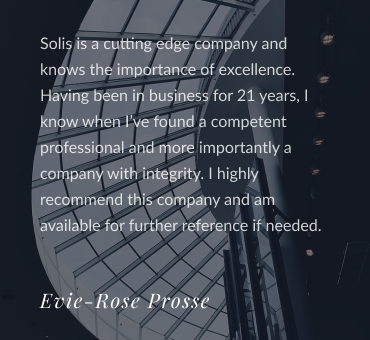 Solis is a cutting edge company and
knows the importance of excellence.
Having been in business for 21 years, I
know when I've found a competent
professional and more importantly a
company with integrity. I highly
recommend this company and am
available for further reference if needed.
Evie-Rose Prosse